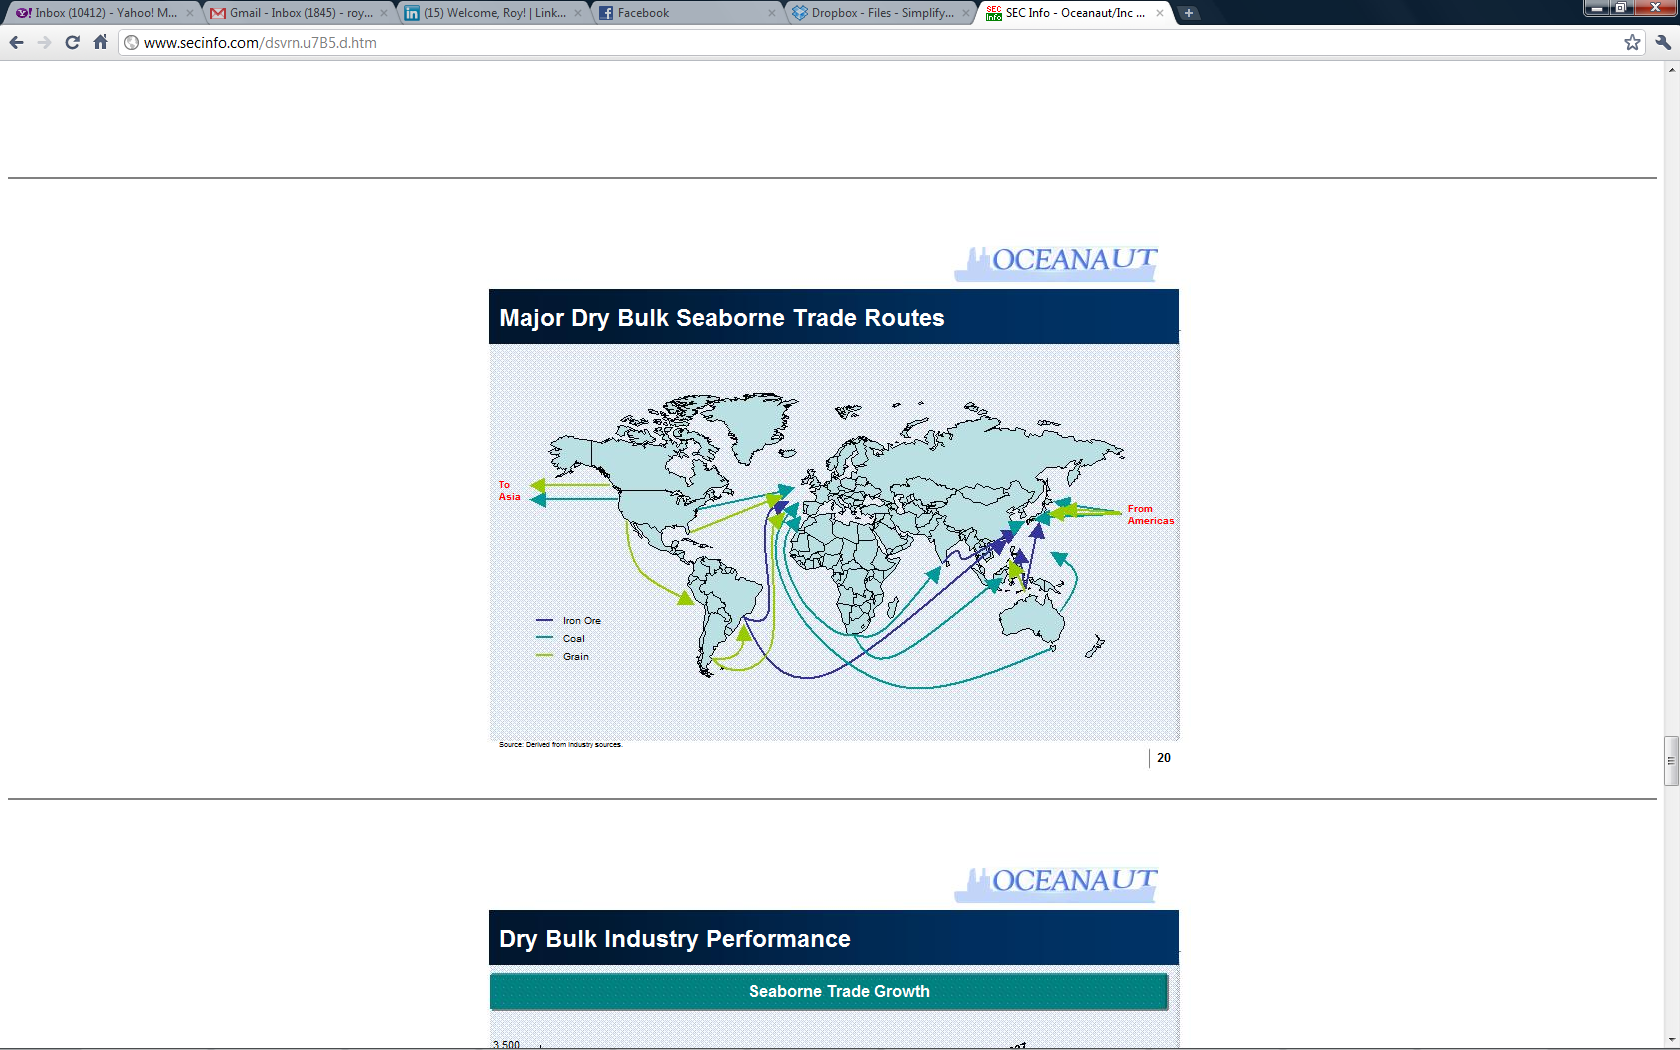 Inbox (10412) - Yahoo! M...
Gmail - Inbox (1845) - roy...
(15) Welcome, Roy! | Link...
Facebook
Dropbox - Files - Simplify...
SEC Info - Oceanaut/Inc ...
www.secinfo.com/dsvrn.u7B5.d.htm
OCEANAUT
Major Dry Bulk Seaborne Trade Routes
To
Asia
From
Americas
Iron Ore
Coal
Grain
Source: Derived from industry sources.
20
OCEANAUT
Dry Bulk Industry Performance
Seaborne Trade Growth
3,500